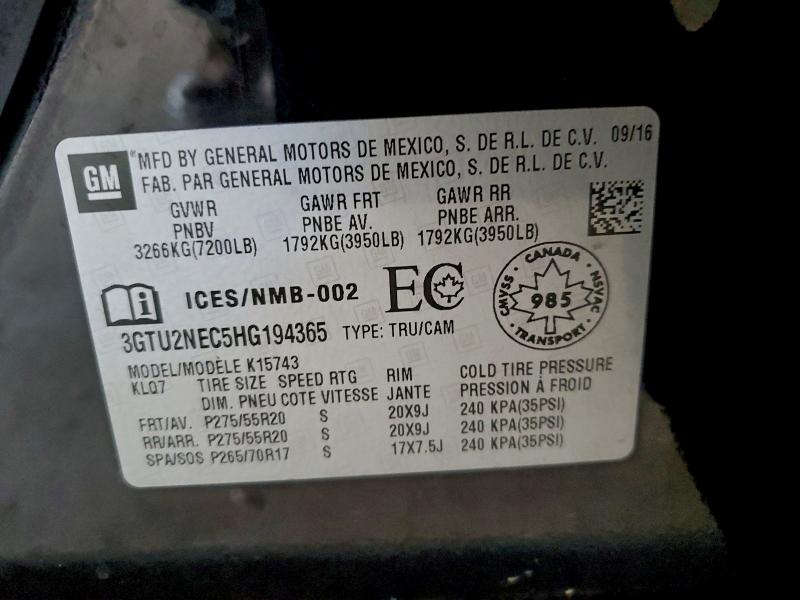 GM
MFD BY GENERAL MOTORS DE MEXICO, S. DE R.L. DE C.V. 09/16
FAB. PAR GENERAL MOTORS DE MEXICO, S. DE R.L. DE C.V.
GVWR GAWR FRT GAWR RR
PNBV PNBE AV. PNBE ARR.
3266KG(7200LB) 1792KG(3950LB) 1792KG(3950LB)
i ICES/NMB-002 EC
CANADA
CMVSS 985 NSVAC
TRANSPORT
3GTU2NEC5HG194365 TYPE: TRU/CAM
MODEL/MODÈLE K15743
KLQ7 TIRE SIZE SPEED RTG RIM COLD TIRE PRESSURE
DIM. PNEU COTE VITESSE JANTE PRESSION À FROID
FRT/AV. P275/55R20 S 20X9J 240 KPA(35PSI)
RR/ARR. P275/55R20 S 20X9J 240 KPA(35PSI)
SPA/SOS P265/70R17 S 17X7.5J 240 KPA(35PSI)